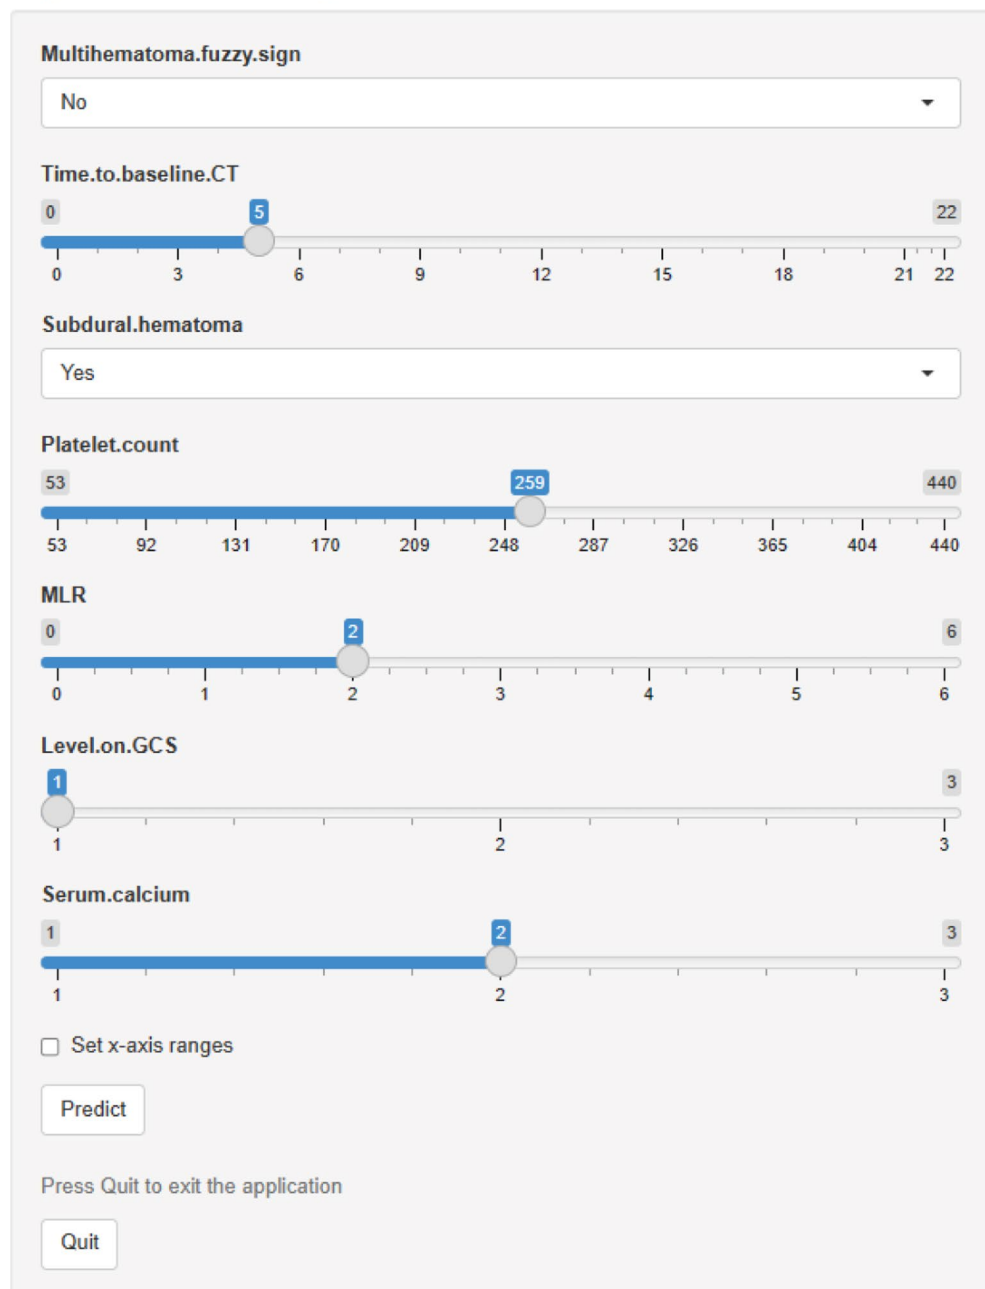 Multihematoma.fuzzy.sign
No
Time.to.baseline.CT
0 5 22
0 3 6 9 12 15 18 21 22
Subdural.hematoma
Yes
Platelet.count
53 259 440
53 92 131 170 209 248 287 326 365 404 440
MLR
0 2 6
0 1 2 3 4 5 6
Level.on.GCS
1 3
1 2 3
Serum.calcium
1 2 3
1 2 3
Set x-axis ranges
Predict
Press Quit to exit the application
Quit